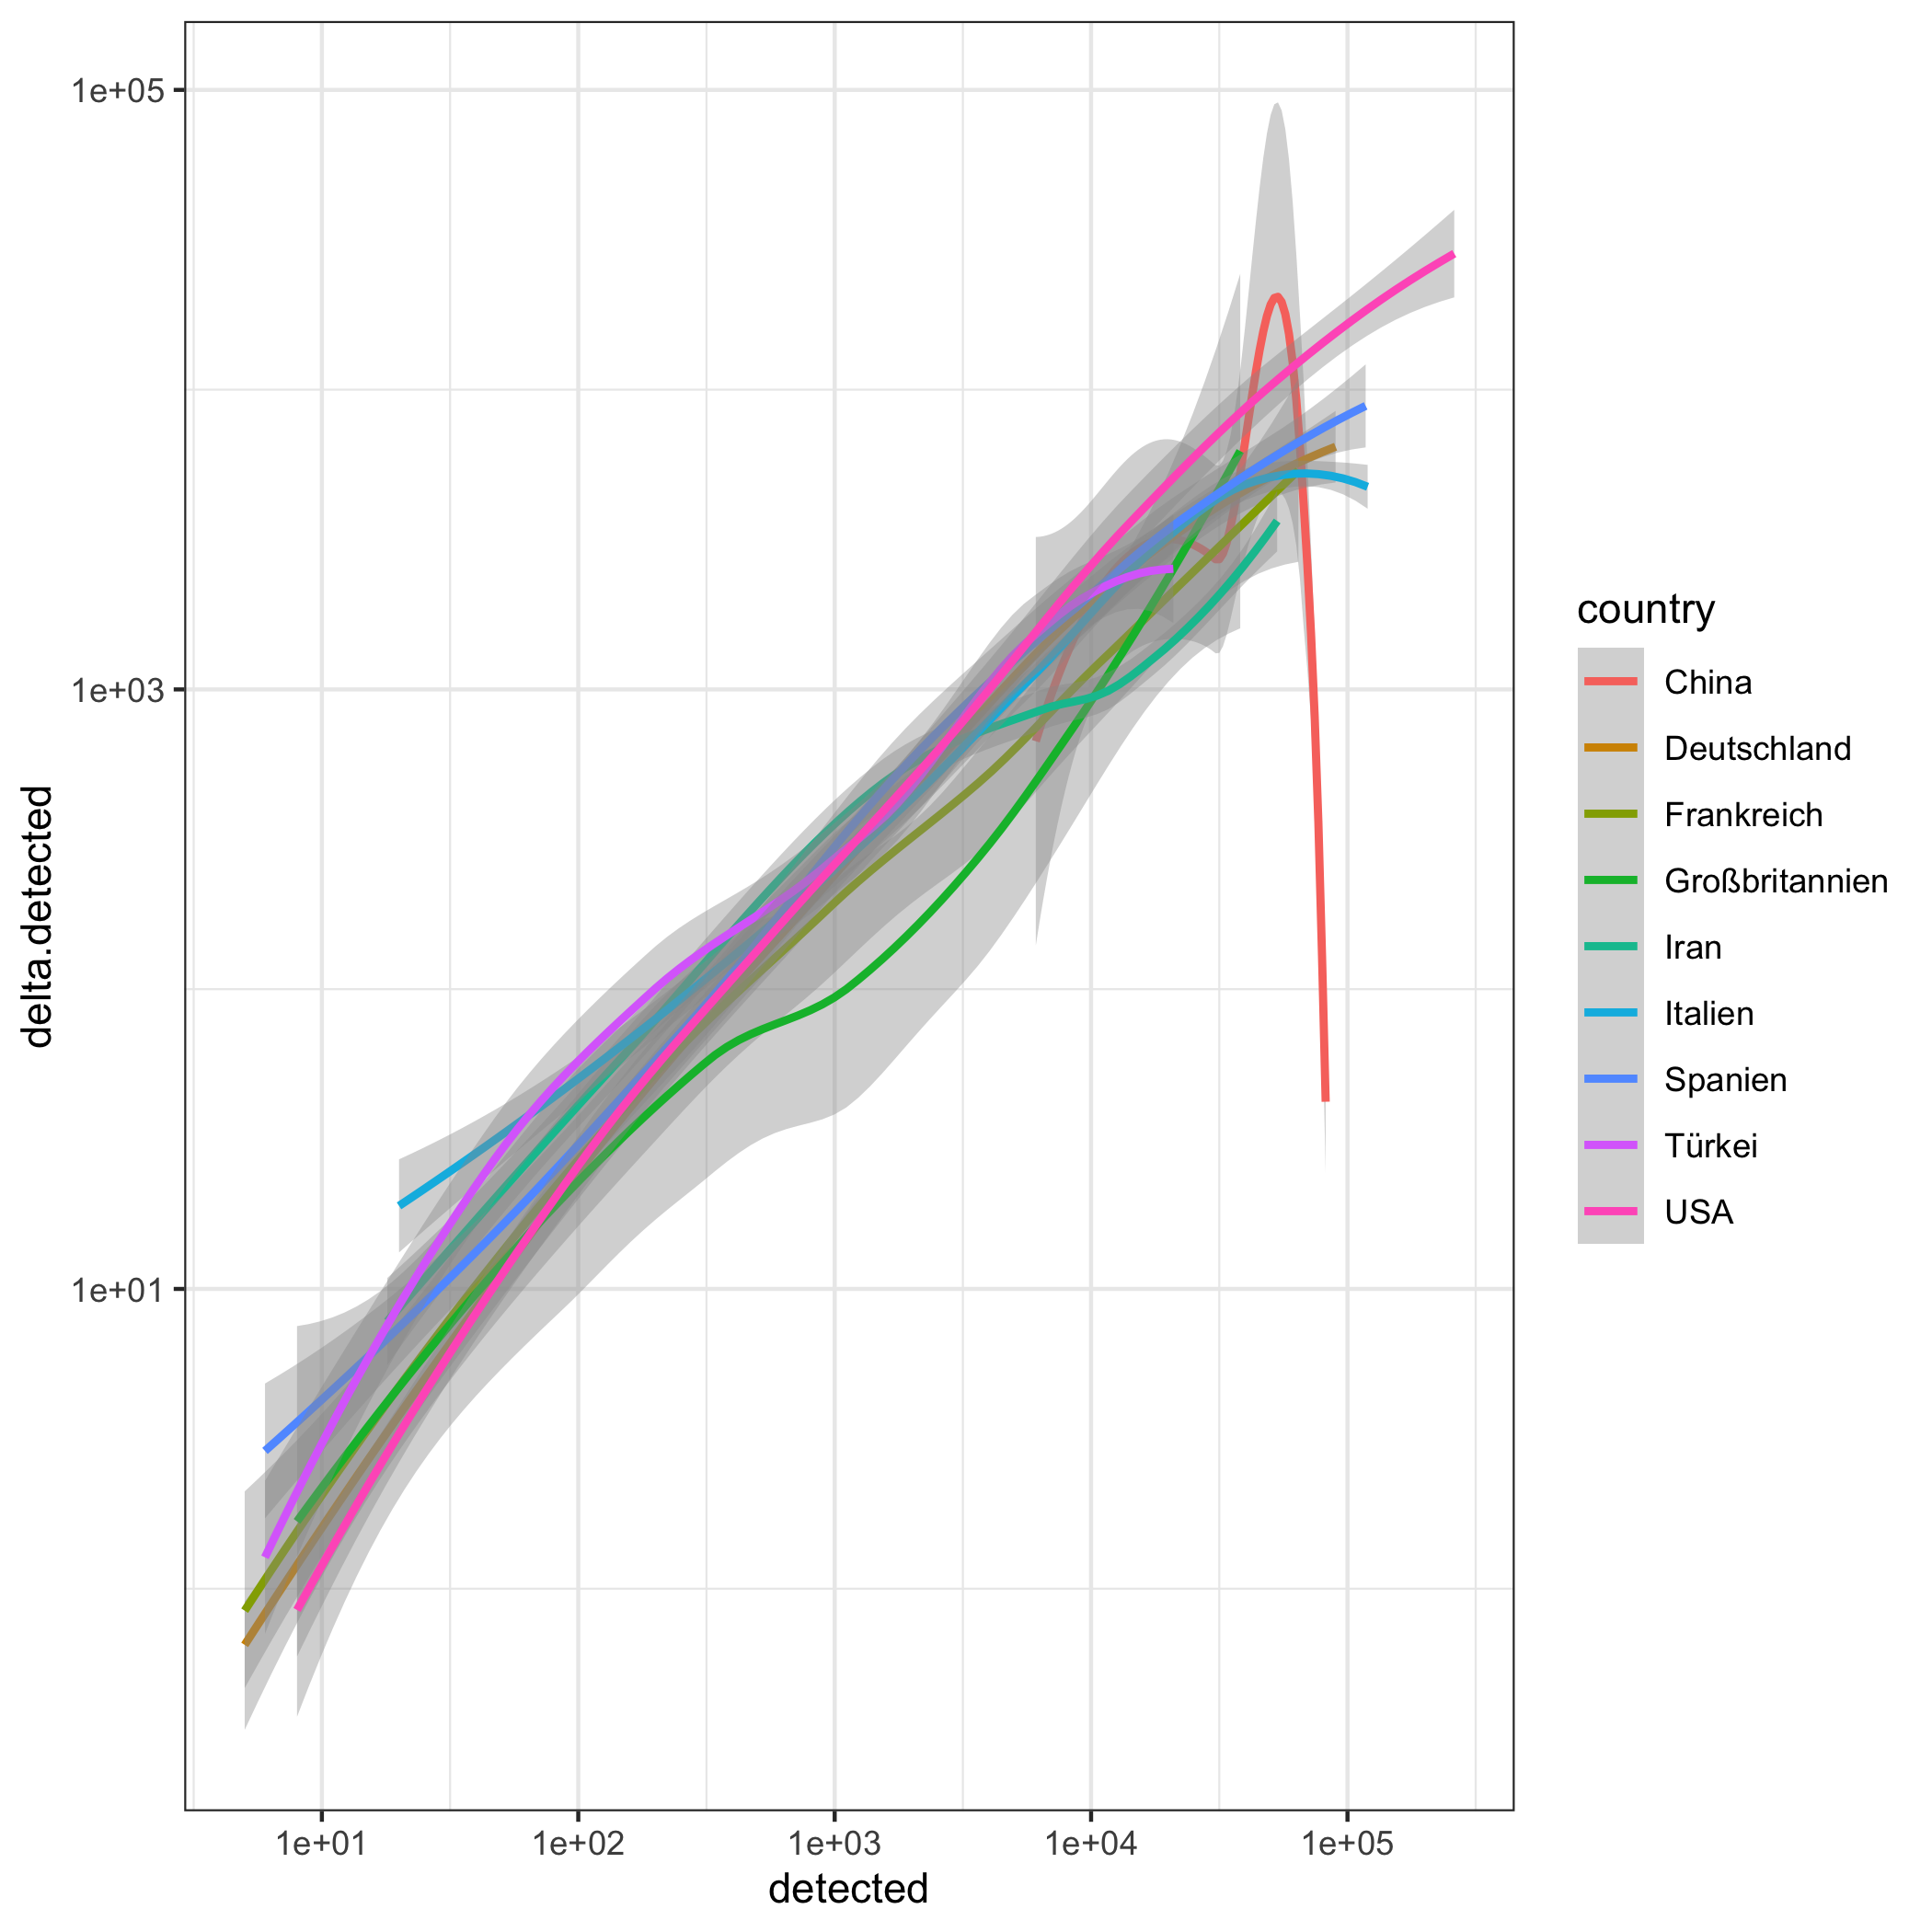 1e+05
1e+03
1e+01
delta.detected
1e+01 1e+02 1e+03 1e+04 1e+05
detected
country
China
Deutschland
Frankreich
Großbritannien
Iran
Italien
Spanien
Türkei
USA